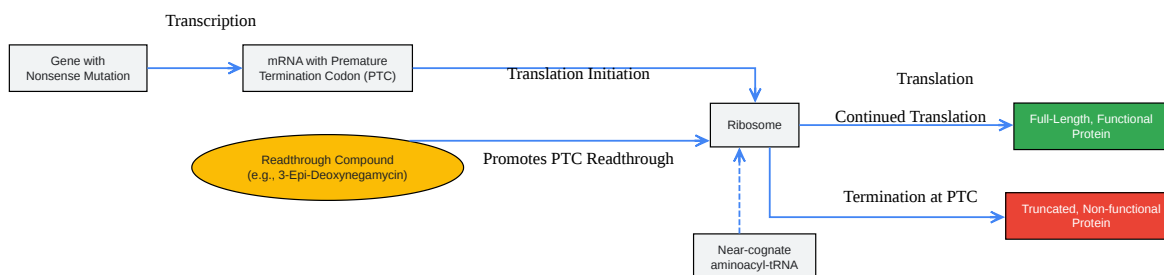 Transcription
Gene with
Nonsense Mutation
mRNA with Premature
Termination Codon (PTC)
Translation Initiation
Translation
Ribosome
Continued Translation
Full-Length, Functional
Protein
Readthrough Compound
(e.g., 3-Epi-Deoxynegamycin)
Promotes PTC Readthrough
Termination at PTC
Truncated, Non-functional
Protein
Near-cognate
aminoacyl-tRNA